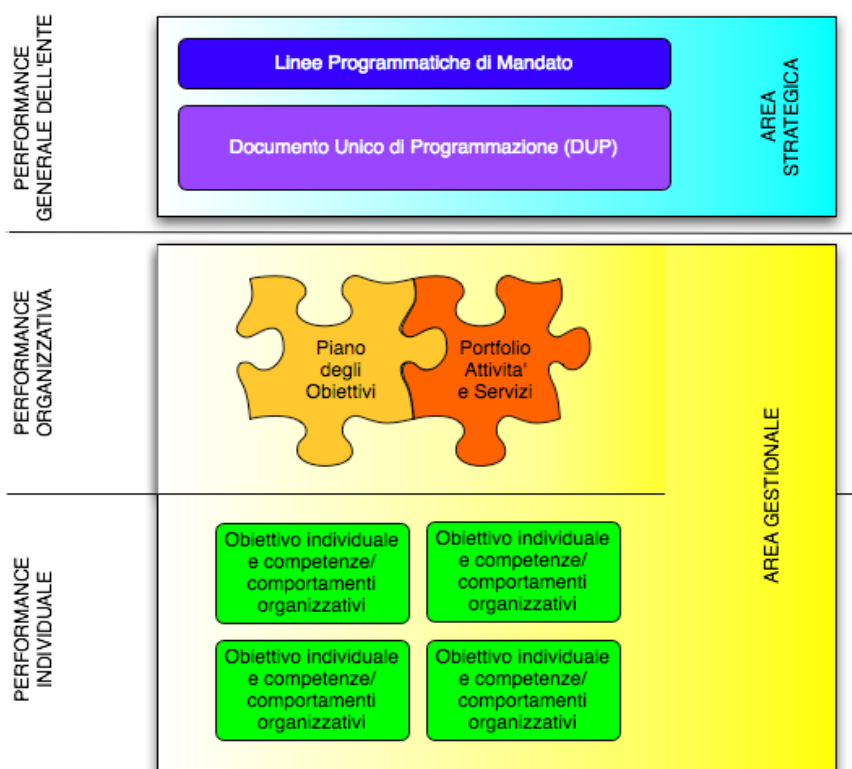 PERFORMANCE
GENERALE DELL'ENTE
Linee Programmatiche di Mandato
Documento Unico di Programmazione (DUP)
AREA
STRATEGICA
PERFORMANCE
ORGANIZZATIVA
Piano
degli
Obiettivi
Portfolio
Attivita'
e Servizi
AREA GESTIONALE
PERFORMANCE
INDIVIDUALE
Obiettivo individuale
e competenze/
comportamenti
organizzativi
Obiettivo individuale
e competenze/
comportamenti
organizzativi
Obiettivo individuale
e competenze/
comportamenti
organizzativi
Obiettivo individuale
e competenze/
comportamenti
organizzativi